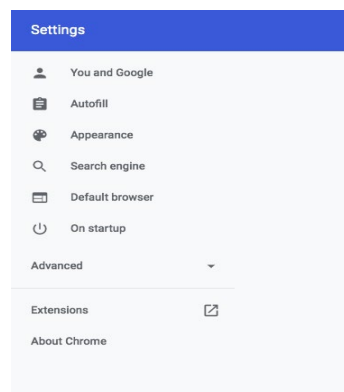 Settings
You and Google
Autofill
Appearance
Search engine
Default browser
On startup
Advanced
Extensions
About Chrome